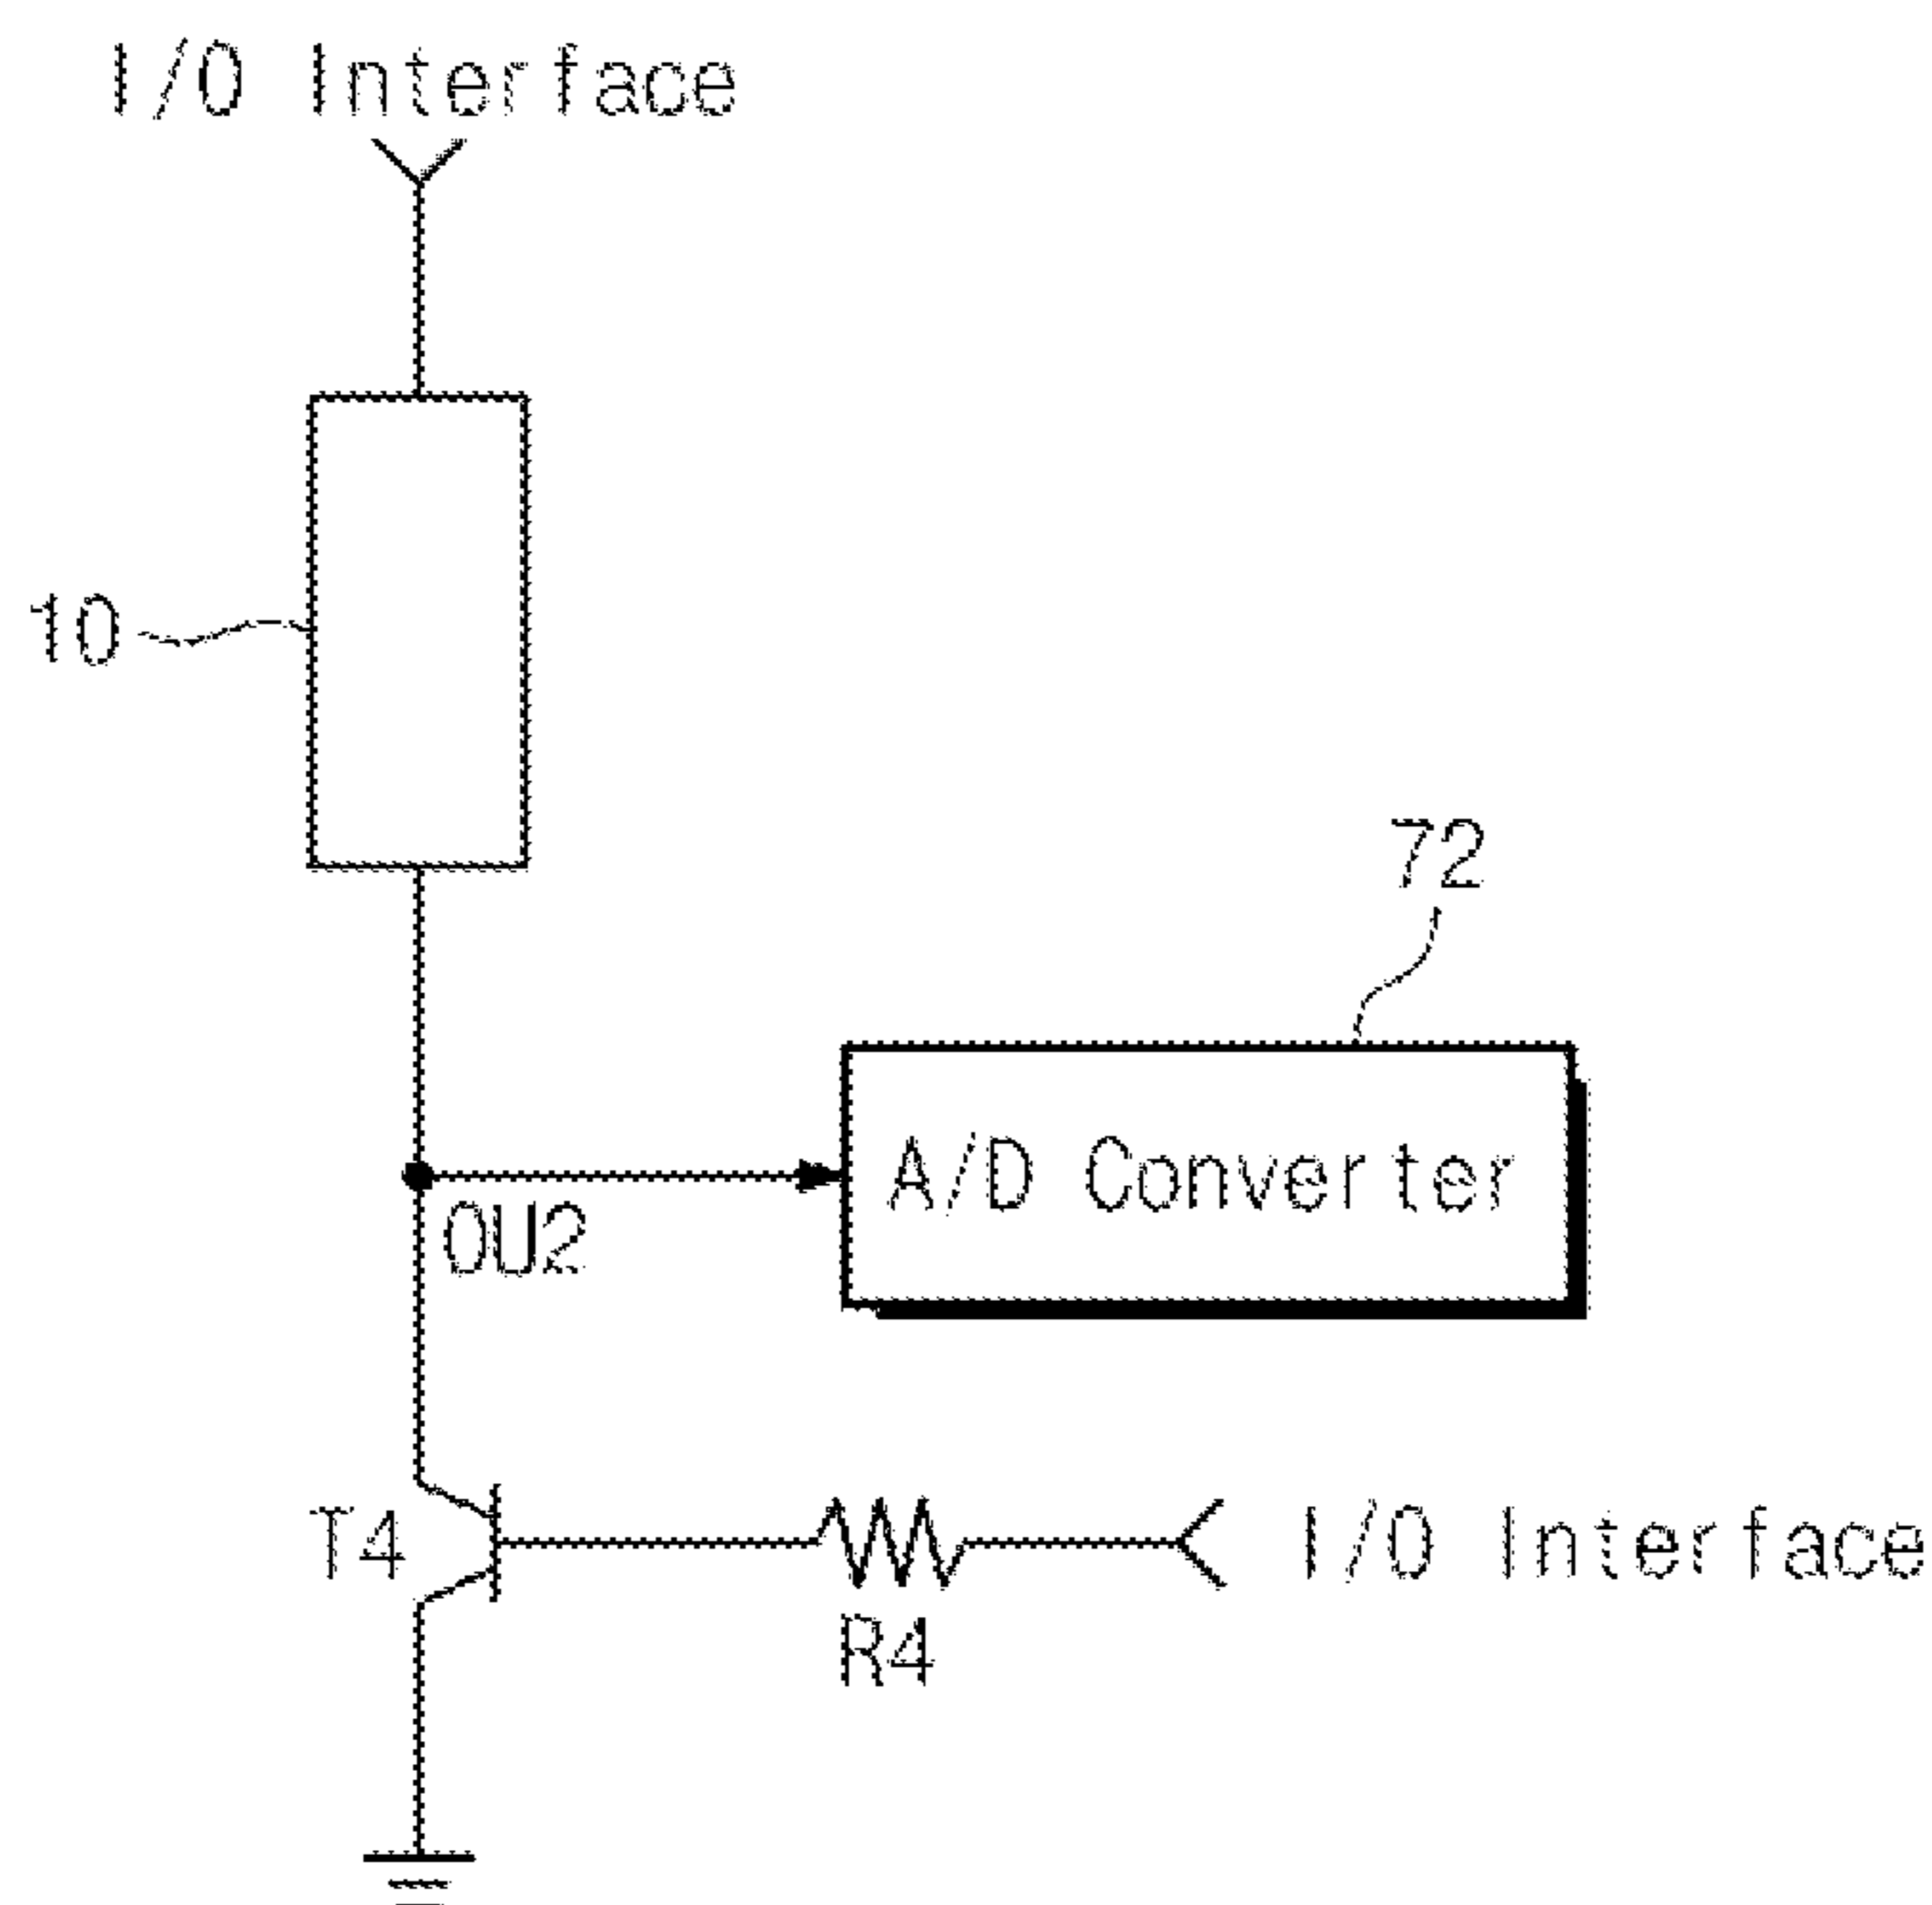 I/O Interface
10
72
A/D Converter
OU2
T4
I/O Interface
R4